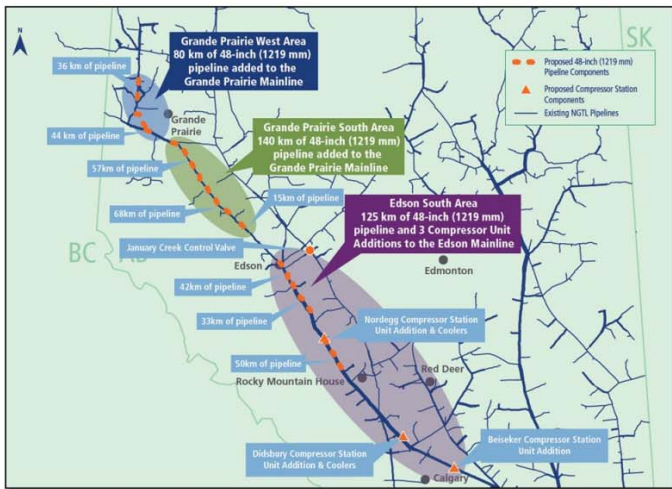 N
SK
36 km of pipeline
Grande Prairie West Area
80 km of 48-inch (1219 mm)
pipeline added to the
Grande Prairie Mainline
Proposed 48-inch (1219 mm)
Pipeline Components
Proposed Compressor Station
Components
Existing NGTL Pipelines
Grande
Prairie
44 km of pipeline
Grande Prairie South Area
140 km of 48-inch (1219 mm)
pipeline added to the
Grande Prairie Mainline
57km of pipeline
68km of pipeline
15km of pipeline
Edson South Area
125 km of 48-inch (1219 mm)
pipeline and 3 Compressor Unit
Additions to the Edson Mainline
January Creek Control Valve
BC
Edson
Edmonton
42km of pipeline
33km of pipeline
Nordegg Compressor Station
Unit Addition & Coolers
50km of pipeline
Rocky Mountain House
Red Deer
Didsbury Compressor Station
Unit Addition & Coolers
Beiseker Compressor Station
Unit Addition
Calgary